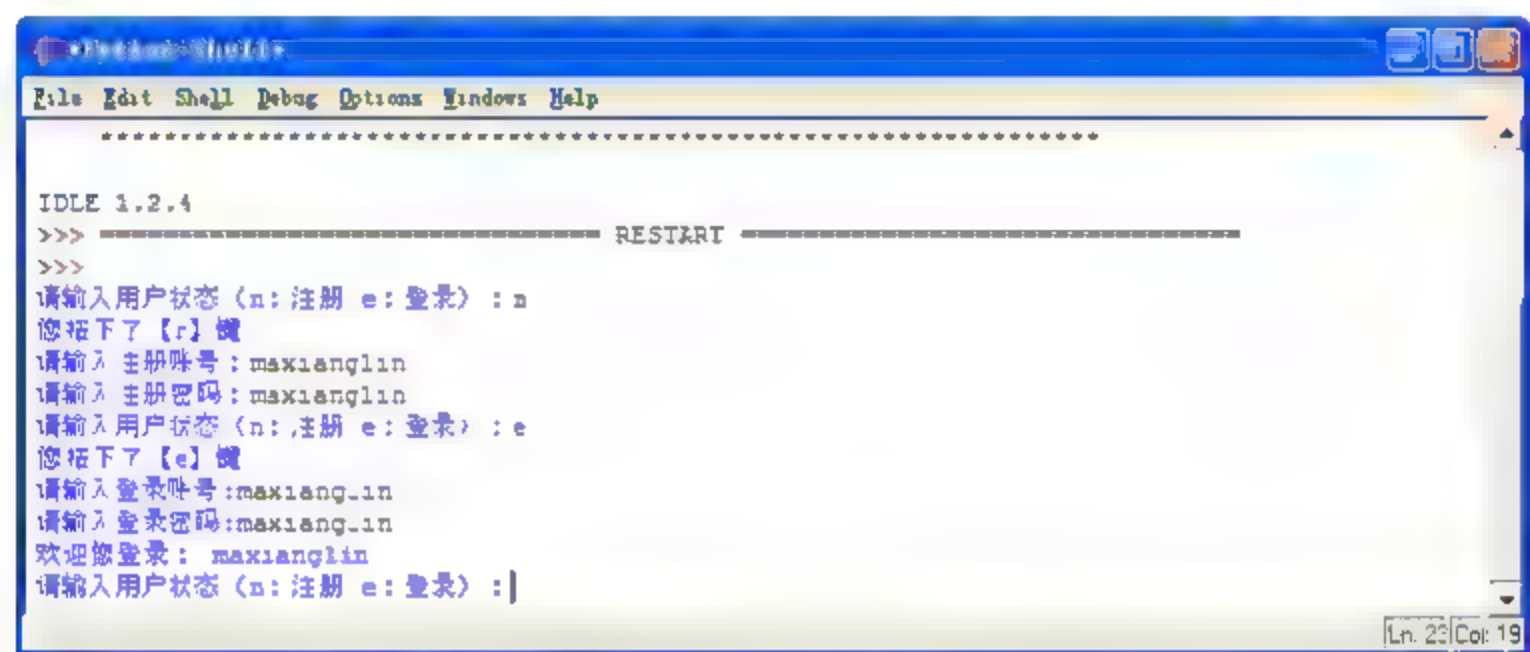 *Python Shell*
File Edit Shell Debug Options Windows Help
****************************************************************
IDLE 1.2.4
>>> ================================ RESTART ================================
>>>
请输入用户状态（n：注册 e：登录）:n
您按下了【r】键
请输入注册账号：maxianglin
请输入注册密码：maxianglin
请输入用户状态（n：注册 e：登录）:e
您按下了【e】键
请输入登录账号:maxianglin
请输入登录密码:maxianglin
欢迎您登录： maxianglin
请输入用户状态（n：注册 e：登录）:
Ln: 23 Col: 19